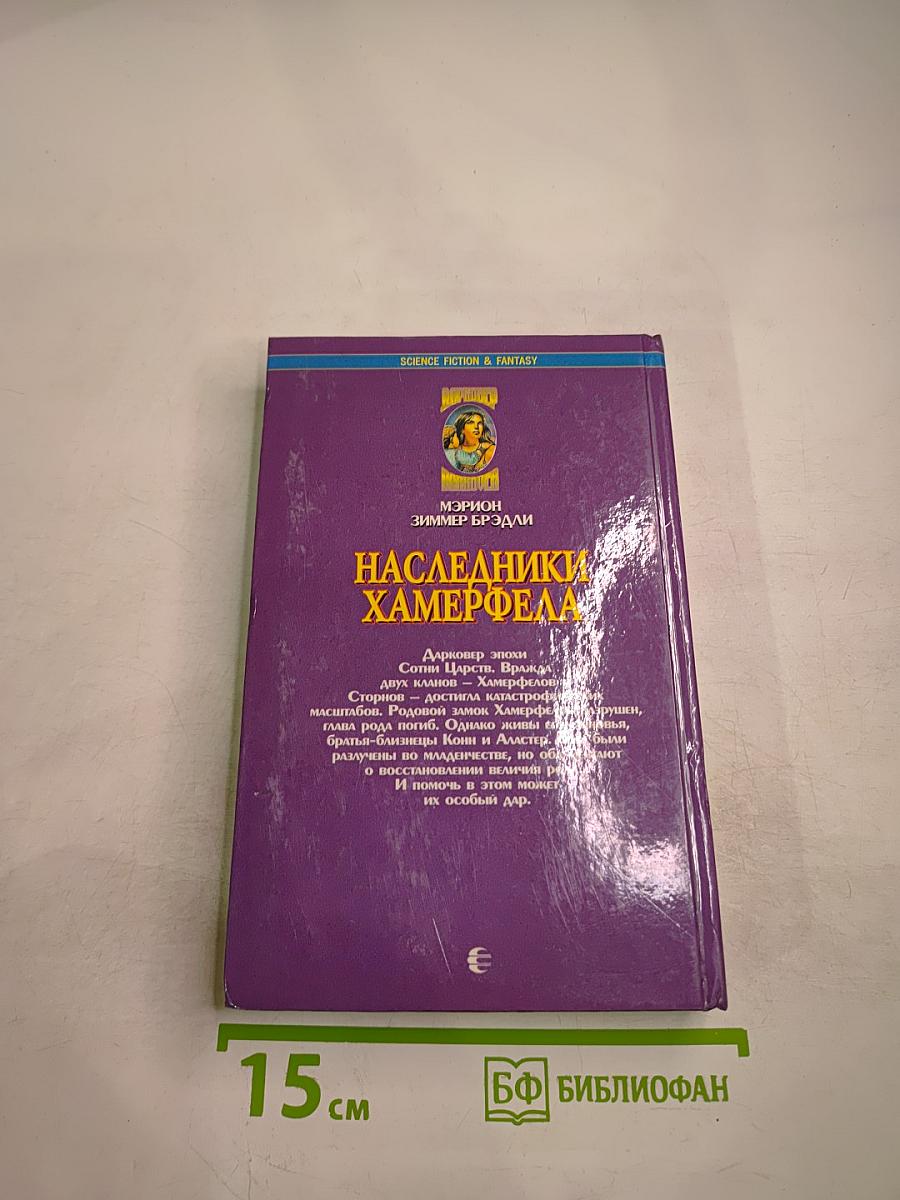 SCIENCE FICTION & FANTASY
ДАРКОВЕР
МЭРИОН
ЗИММЕР БРЭДЛИ
НАСЛЕДНИКИ
ХАМЕРФЕЛА
Дарковер эпохи
Сотни Царств. Вражда
двух кланов – Хамерфелов
Сторнов – достигла
масштабов. Родовой замок
глава рода погиб. Однако живы
братья-близнецы Конн и Аластер. были
разлучены во младенчестве, но
о восстановлении величия
И помочь в этом может
их особый дар.
15 см
БФ БИБЛИОФАН